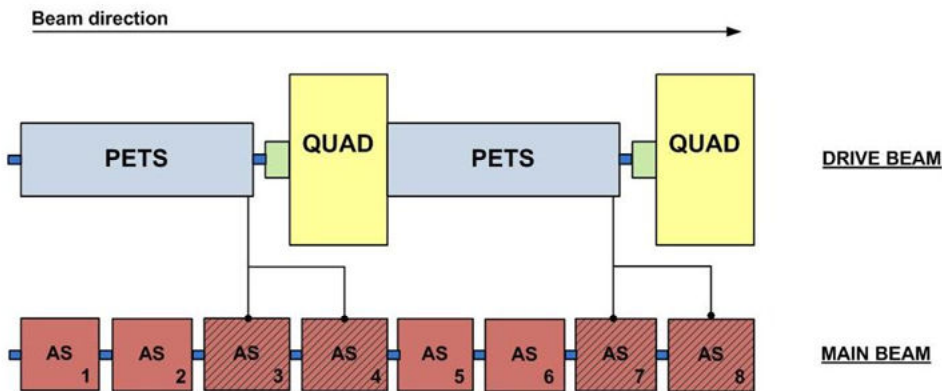 Beam direction
PETS
QUAD
PETS
QUAD
DRIVE BEAM
AS
1
AS
2
AS
3
AS
4
AS
5
AS
6
AS
7
AS
8
MAIN BEAM